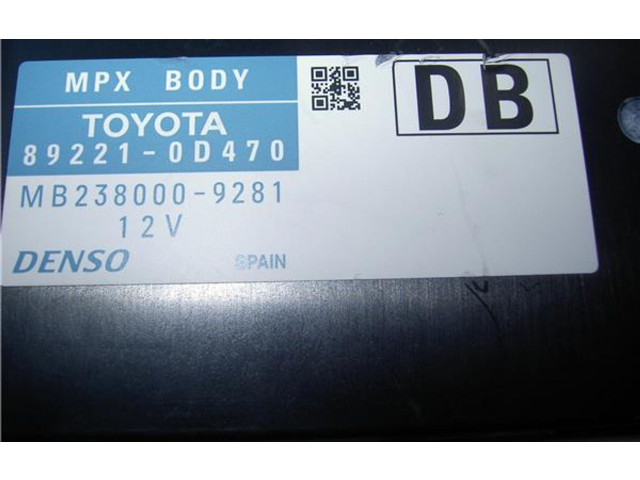 MPX BODY
TOYOTA
89221-0D470
MB238000-9281
12V
DENSO SPAIN
DB